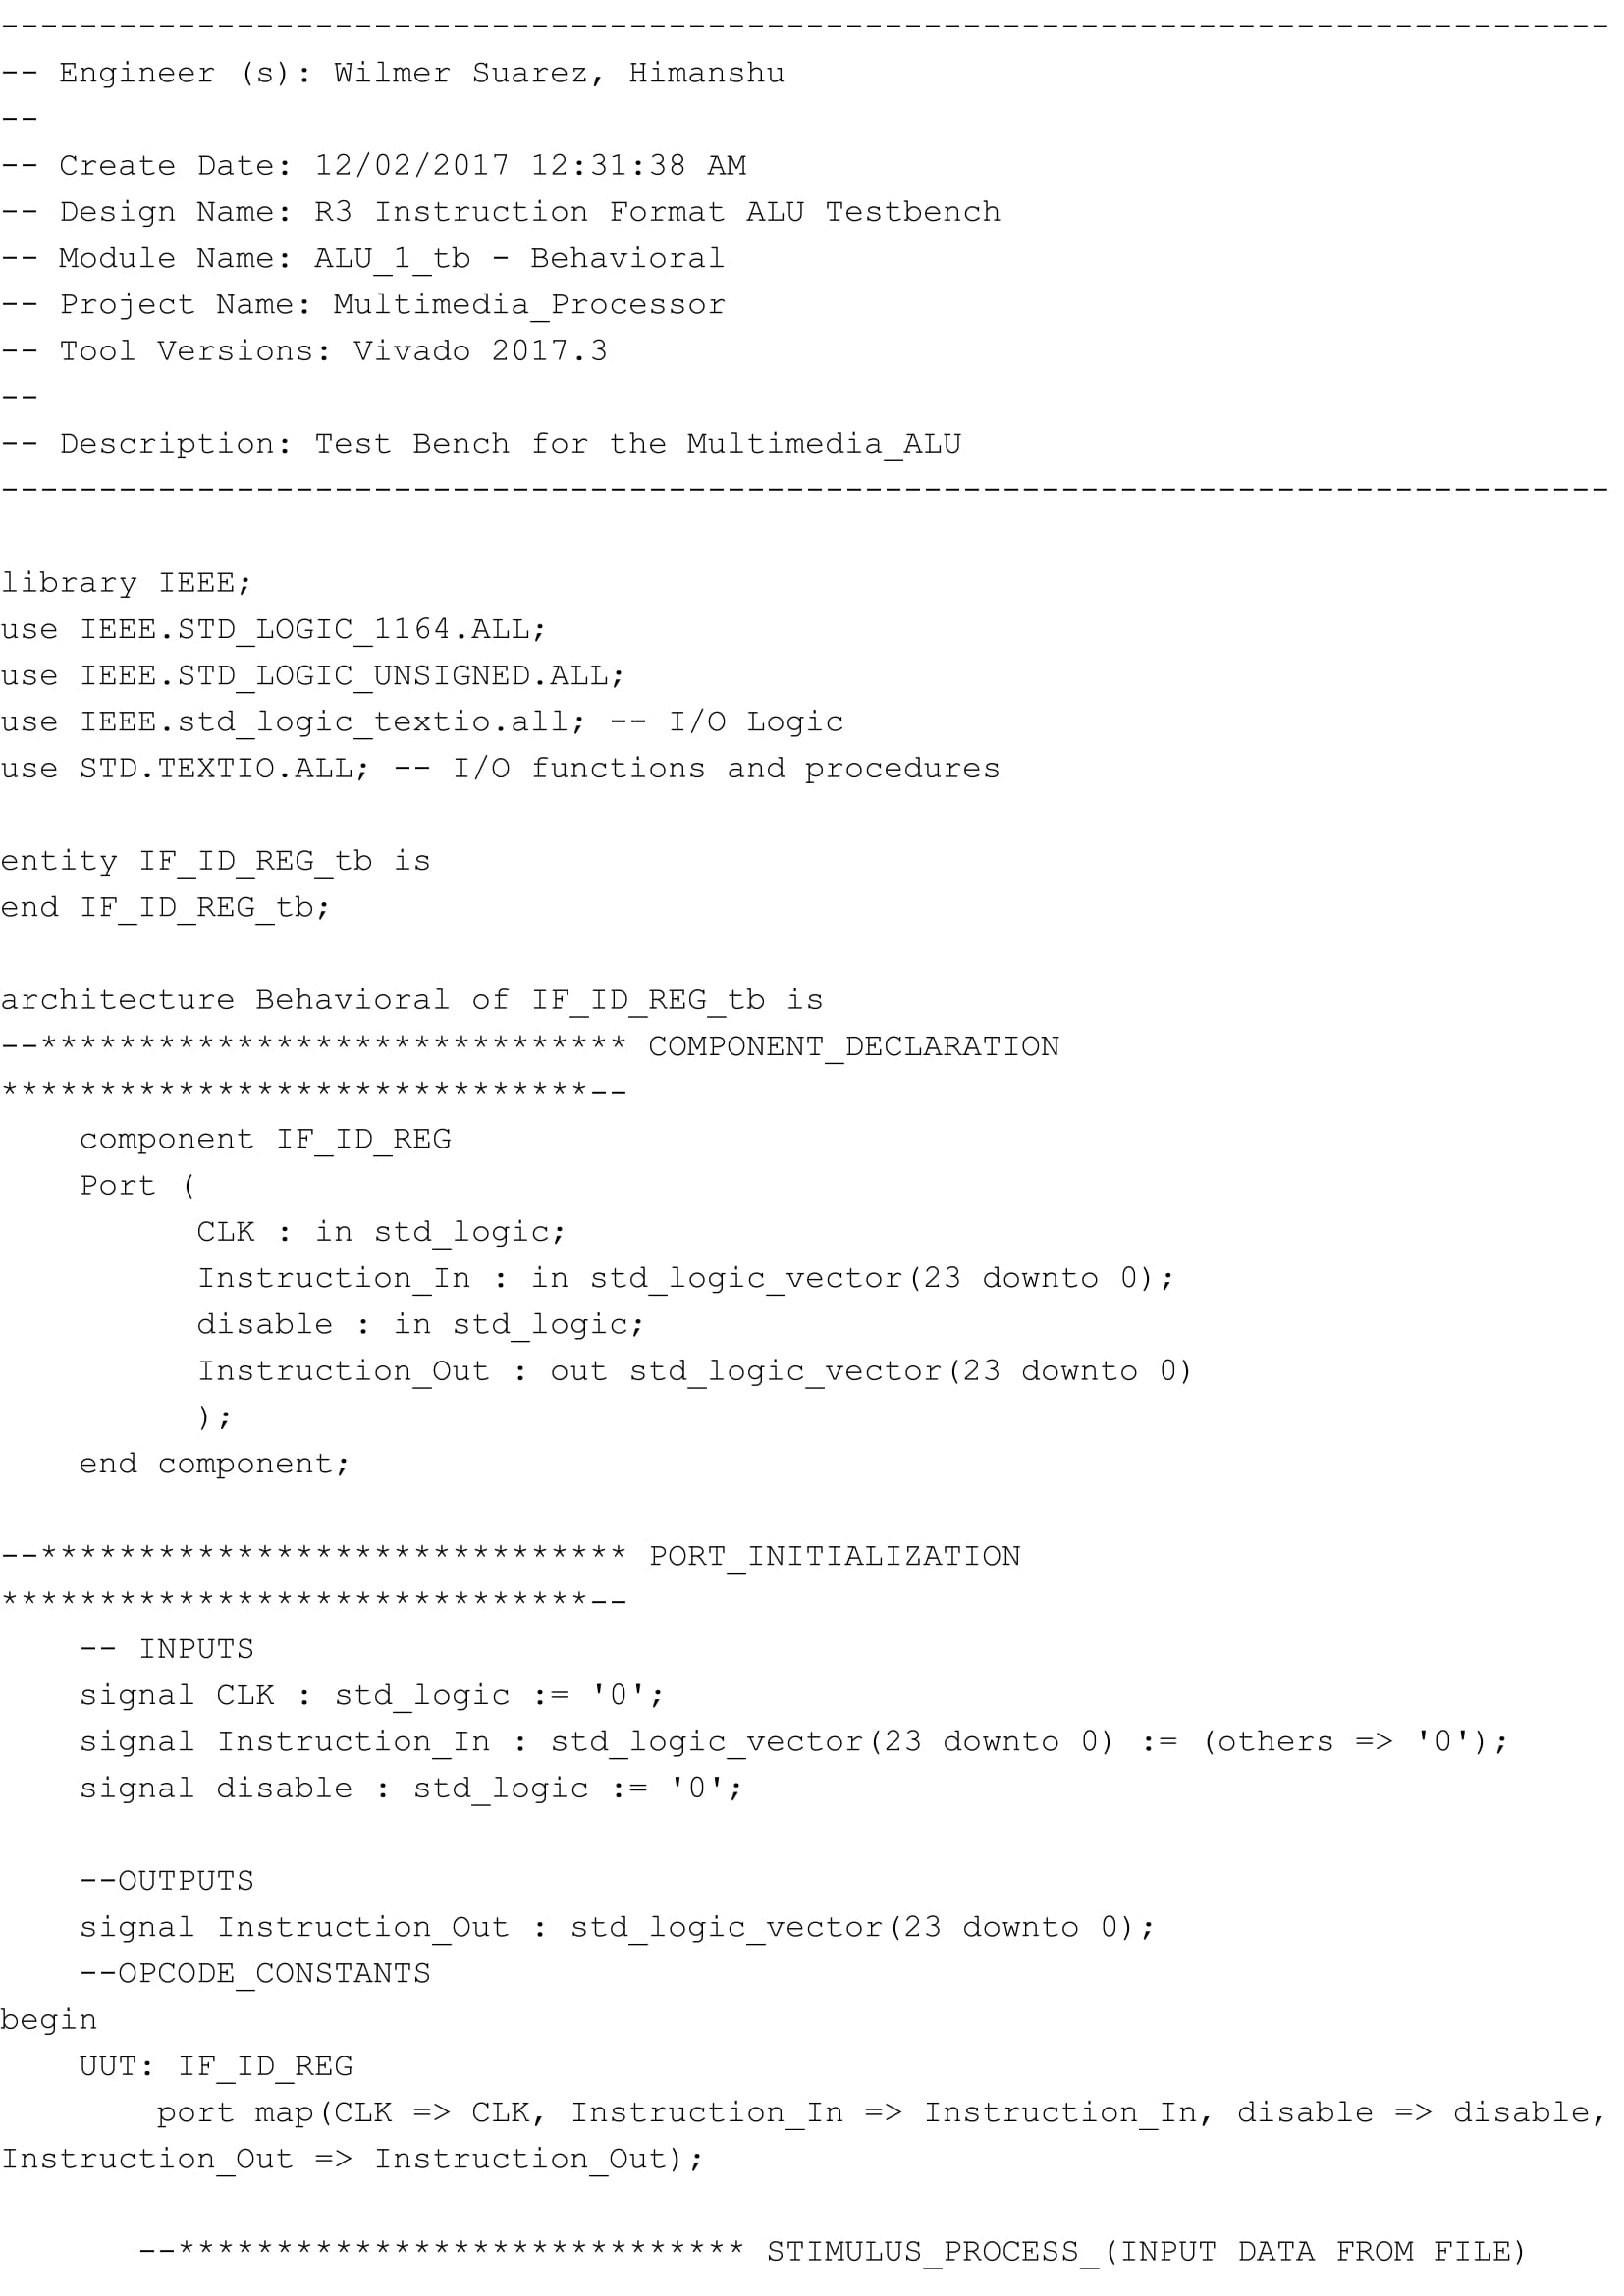 ----------------------------------------------------------------------------------
-- Engineer (s): Wilmer Suarez, Himanshu
--
-- Create Date: 12/02/2017 12:31:38 AM
-- Design Name: R3 Instruction Format ALU Testbench
-- Module Name: ALU_1_tb - Behavioral
-- Project Name: Multimedia_Processor
-- Tool Versions: Vivado 2017.3
--
-- Description: Test Bench for the Multimedia_ALU
----------------------------------------------------------------------------------

library IEEE;
use IEEE.STD_LOGIC_1164.ALL;
use IEEE.STD_LOGIC_UNSIGNED.ALL;
use IEEE.std_logic_textio.all; -- I/O Logic
use STD.TEXTIO.ALL; -- I/O functions and procedures

entity IF_ID_REG_tb is
end IF_ID_REG_tb;

architecture Behavioral of IF_ID_REG_tb is
--****************************** COMPONENT_DECLARATION
******************************--
    component IF_ID_REG
    Port (
          CLK : in std_logic;
          Instruction_In : in std_logic_vector(23 downto 0);
          disable : in std_logic;
          Instruction_Out : out std_logic_vector(23 downto 0)
          );
    end component;

--****************************** PORT_INITIALIZATION
******************************--
    -- INPUTS
    signal CLK : std_logic := '0';
    signal Instruction_In : std_logic_vector(23 downto 0) := (others => '0');
    signal disable : std_logic := '0';

    --OUTPUTS
    signal Instruction_Out : std_logic_vector(23 downto 0);
    --OPCODE_CONSTANTS
begin
    UUT: IF_ID_REG
        port map(CLK => CLK, Instruction_In => Instruction_In, disable => disable,
Instruction_Out => Instruction_Out);

       --***************************** STIMULUS_PROCESS_(INPUT DATA FROM FILE)